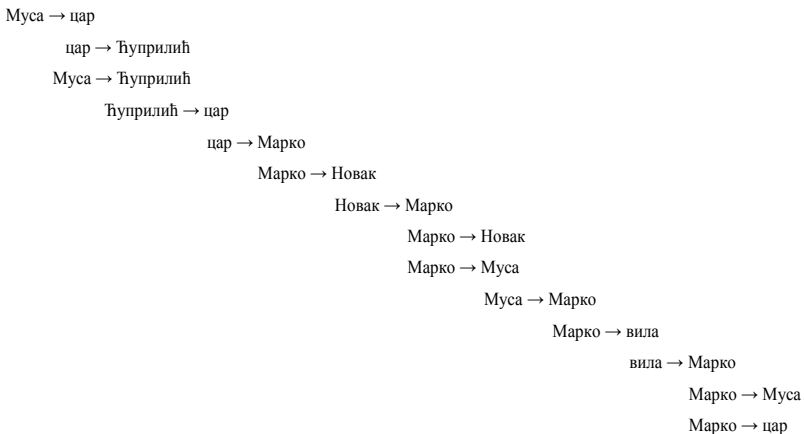 Муса → цар
цар → Ћуприлић
Муса → Ћуприлић
Ћуприлић → цар
цар → Марко
Марко → Новак
Новак → Марко
Марко → Новак
Марко → Муса
Муса → Марко
Марко → вила
вила → Марко
Марко → Муса
Марко → цар